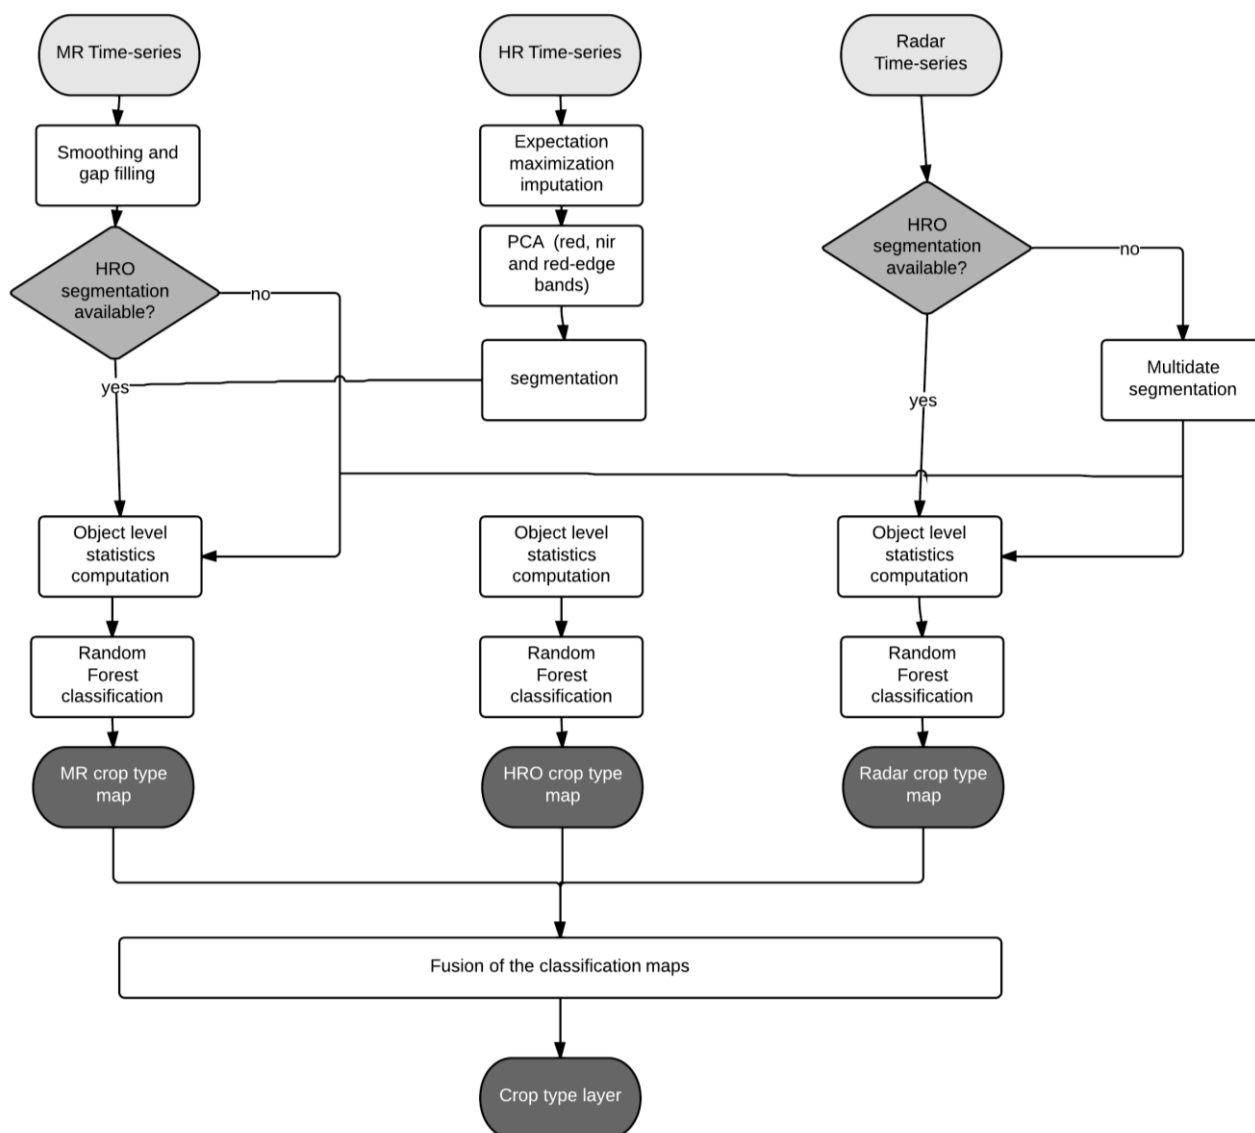 MR Time-series
HR Time-series
Radar
Time-series
Smoothing and
gap filling
Expectation
maximization
imputation
HRO
segmentation
available?
no
PCA (red, nir
and red-edge
bands)
HRO
segmentation
available?
no
yes
segmentation
yes
Multidate
segmentation
Object level
statistics
computation
Object level
statistics
computation
Object level
statistics
computation
Random
Forest
classification
Random
Forest
classification
Random
Forest
classification
MR crop type
map
HRO crop type
map
Radar crop type
map
Fusion of the classification maps
Crop type layer